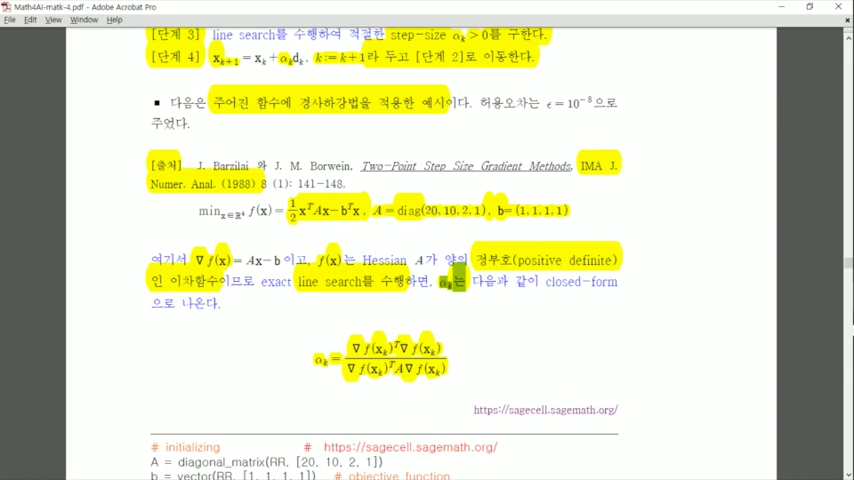 Math4AI-matk-4.pdf - Adobe Acrobat Pro
File Edit View Window Help
[단계 3] line search를 수행하여 적절한 step-size αₖ>0를 구한다.
[단계 4] xₖ₊₁ = xₖ + αₖdₖ, k := k+1라 두고 [단계 2]로 이동한다.
■ 다음은 주어진 함수에 경사하강법을 적용한 예시이다. 허용오차는 ϵ = 10⁻⁸으로
주었다.
[출처] J. Barzilai 와 J. M. Borwein, Two-Point Step Size Gradient Methods, IMA J.
Numer. Anal. (1988) 8 (1): 141-148.
min_{x∈ℝ⁴} f(x) = 1/2 xᵀAx − bᵀx, A = diag(20, 10, 2, 1), b = (1, 1, 1, 1)
여기서 ∇f(x) = Ax − b 이고, f(x)는 Hessian A가 양의 정부호(positive definite)
인 이차함수이므로 exact line search를 수행하면, αₖ는 다음과 같이 closed-form
으로 나온다.
αₖ = ∇f(xₖ)ᵀ∇f(xₖ) / ∇f(xₖ)ᵀA∇f(xₖ)
https://sagecell.sagemath.org/
# initializing # https://sagecell.sagemath.org/
A = diagonal_matrix(RR, [20, 10, 2, 1])
b = vector(RR, [1, 1, 1, 1]) # objective function